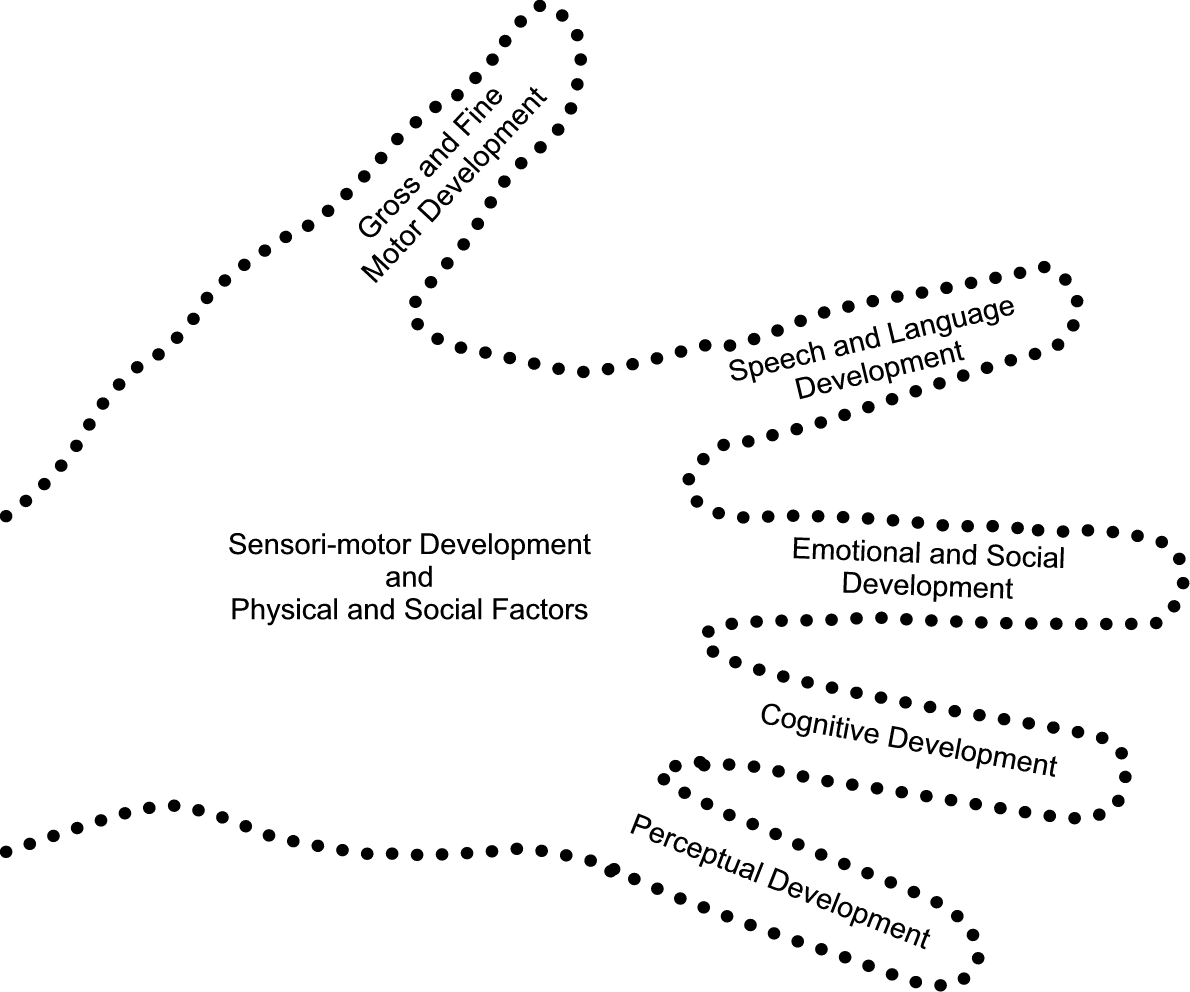 Gross and Fine
Motor Development
Speech and Language
Development
Sensori-motor Development
and
Physical and Social Factors
Emotional and Social
Development
Cognitive Development
Perceptual Development